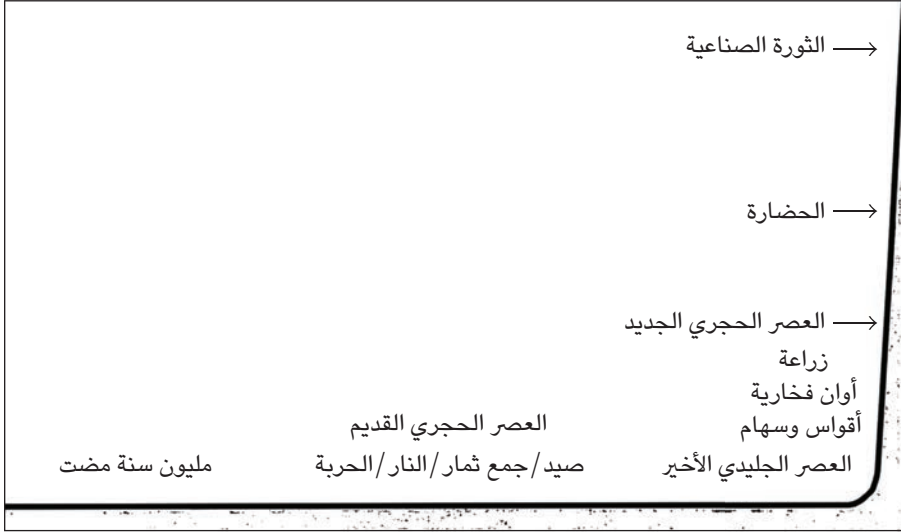 الثورة الصناعية
الحضارة
العصر الحجري الجديد
زراعة
أوان فخارية
أقواس وسهام
العصر الحجري القديم
العصر الجليدي الأخير
صيد/جمع ثمار/النار/الحربة
مليون سنة مضت